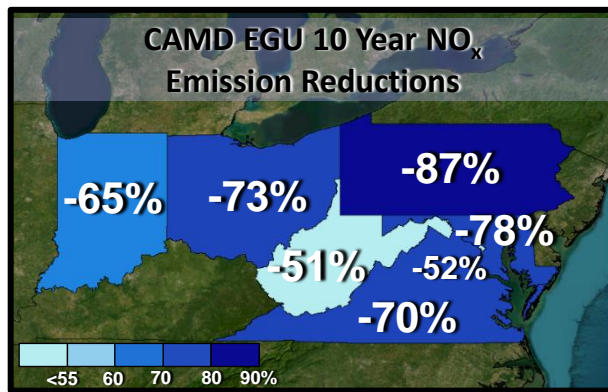 CAMD EGU 10 Year NOx
Emission Reductions
-87%
-65%
-73%
-78%
-51%
-52%
-70%
<55 60 70 80 90%